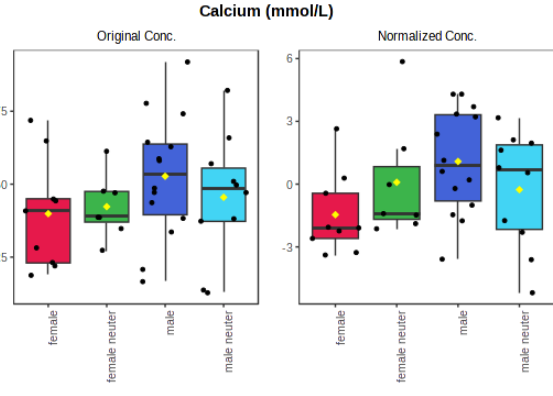 Calcium (mmol/L)
Original Conc.
Normalized Conc.
6
3
0
-3
female
female neuter
male
male neuter
female
female neuter
male
male neuter